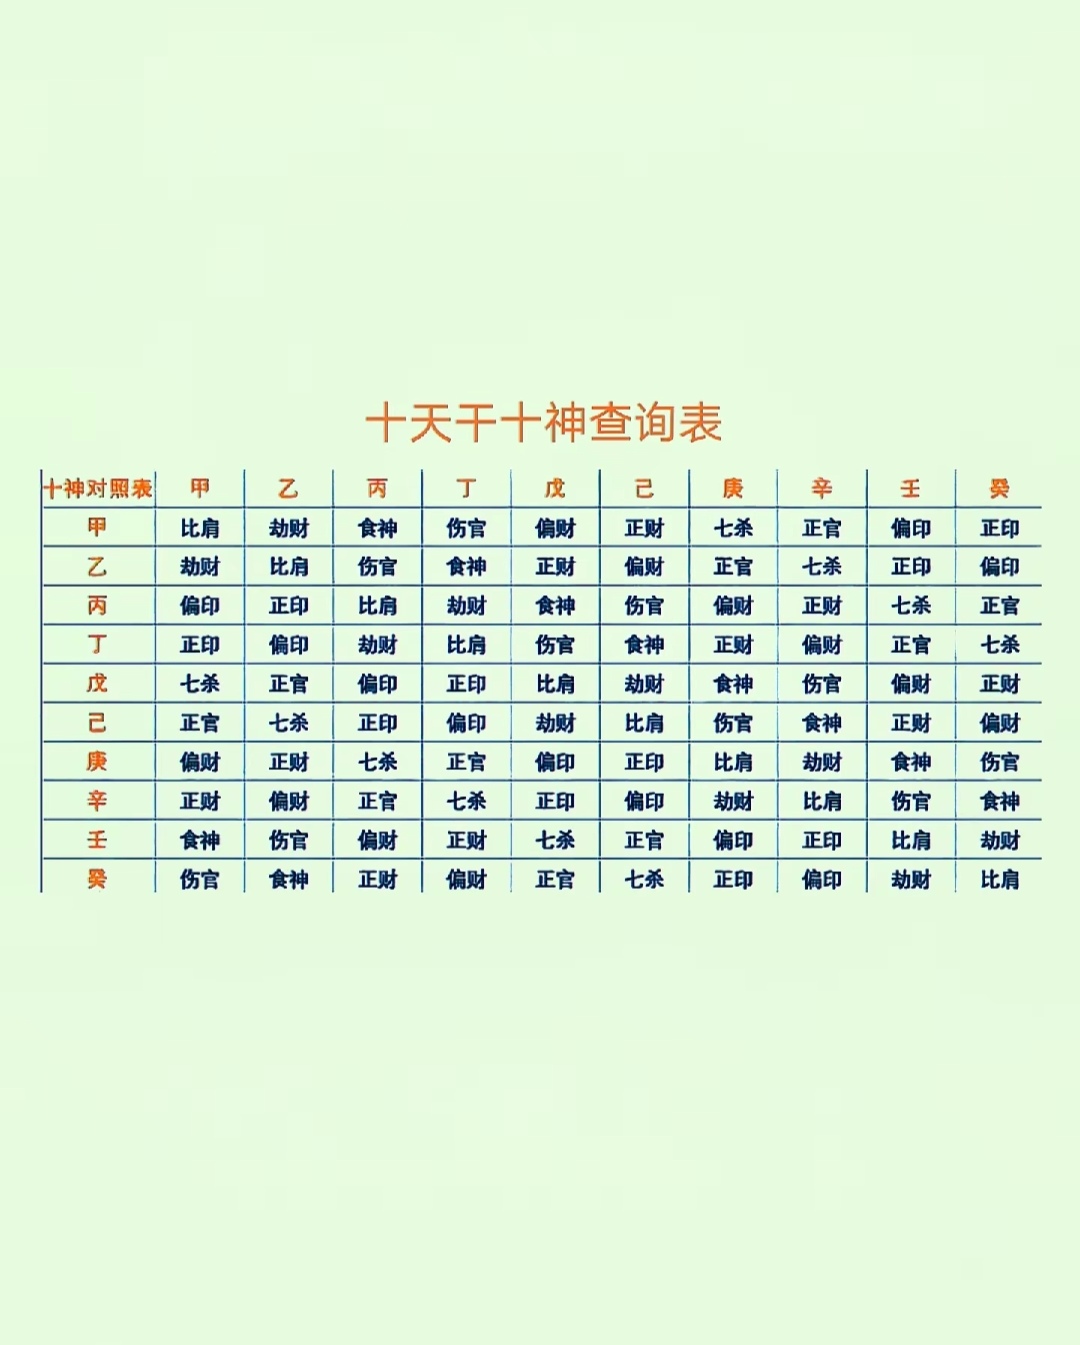 十天干十神查询表
十神对照表 甲 乙 丙 丁 戊 己 庚 辛 壬 癸
甲 比肩 劫财 食神 伤官 偏财 正财 七杀 正官 偏印 正印
乙 劫财 比肩 伤官 食神 正财 偏财 正官 七杀 正印 偏印
丙 偏印 正印 比肩 劫财 食神 伤官 偏财 正财 七杀 正官
丁 正印 偏印 劫财 比肩 伤官 食神 正财 偏财 正官 七杀
戊 七杀 正官 偏印 正印 比肩 劫财 食神 伤官 偏财 正财
己 正官 七杀 正印 偏印 劫财 比肩 伤官 食神 正财 偏财
庚 偏财 正财 七杀 正官 偏印 正印 比肩 劫财 食神 伤官
辛 正财 偏财 正官 七杀 正印 偏印 劫财 比肩 伤官 食神
壬 食神 伤官 偏财 正财 七杀 正官 偏印 正印 比肩 劫财
癸 伤官 食神 正财 偏财 正官 七杀 正印 偏印 劫财 比肩